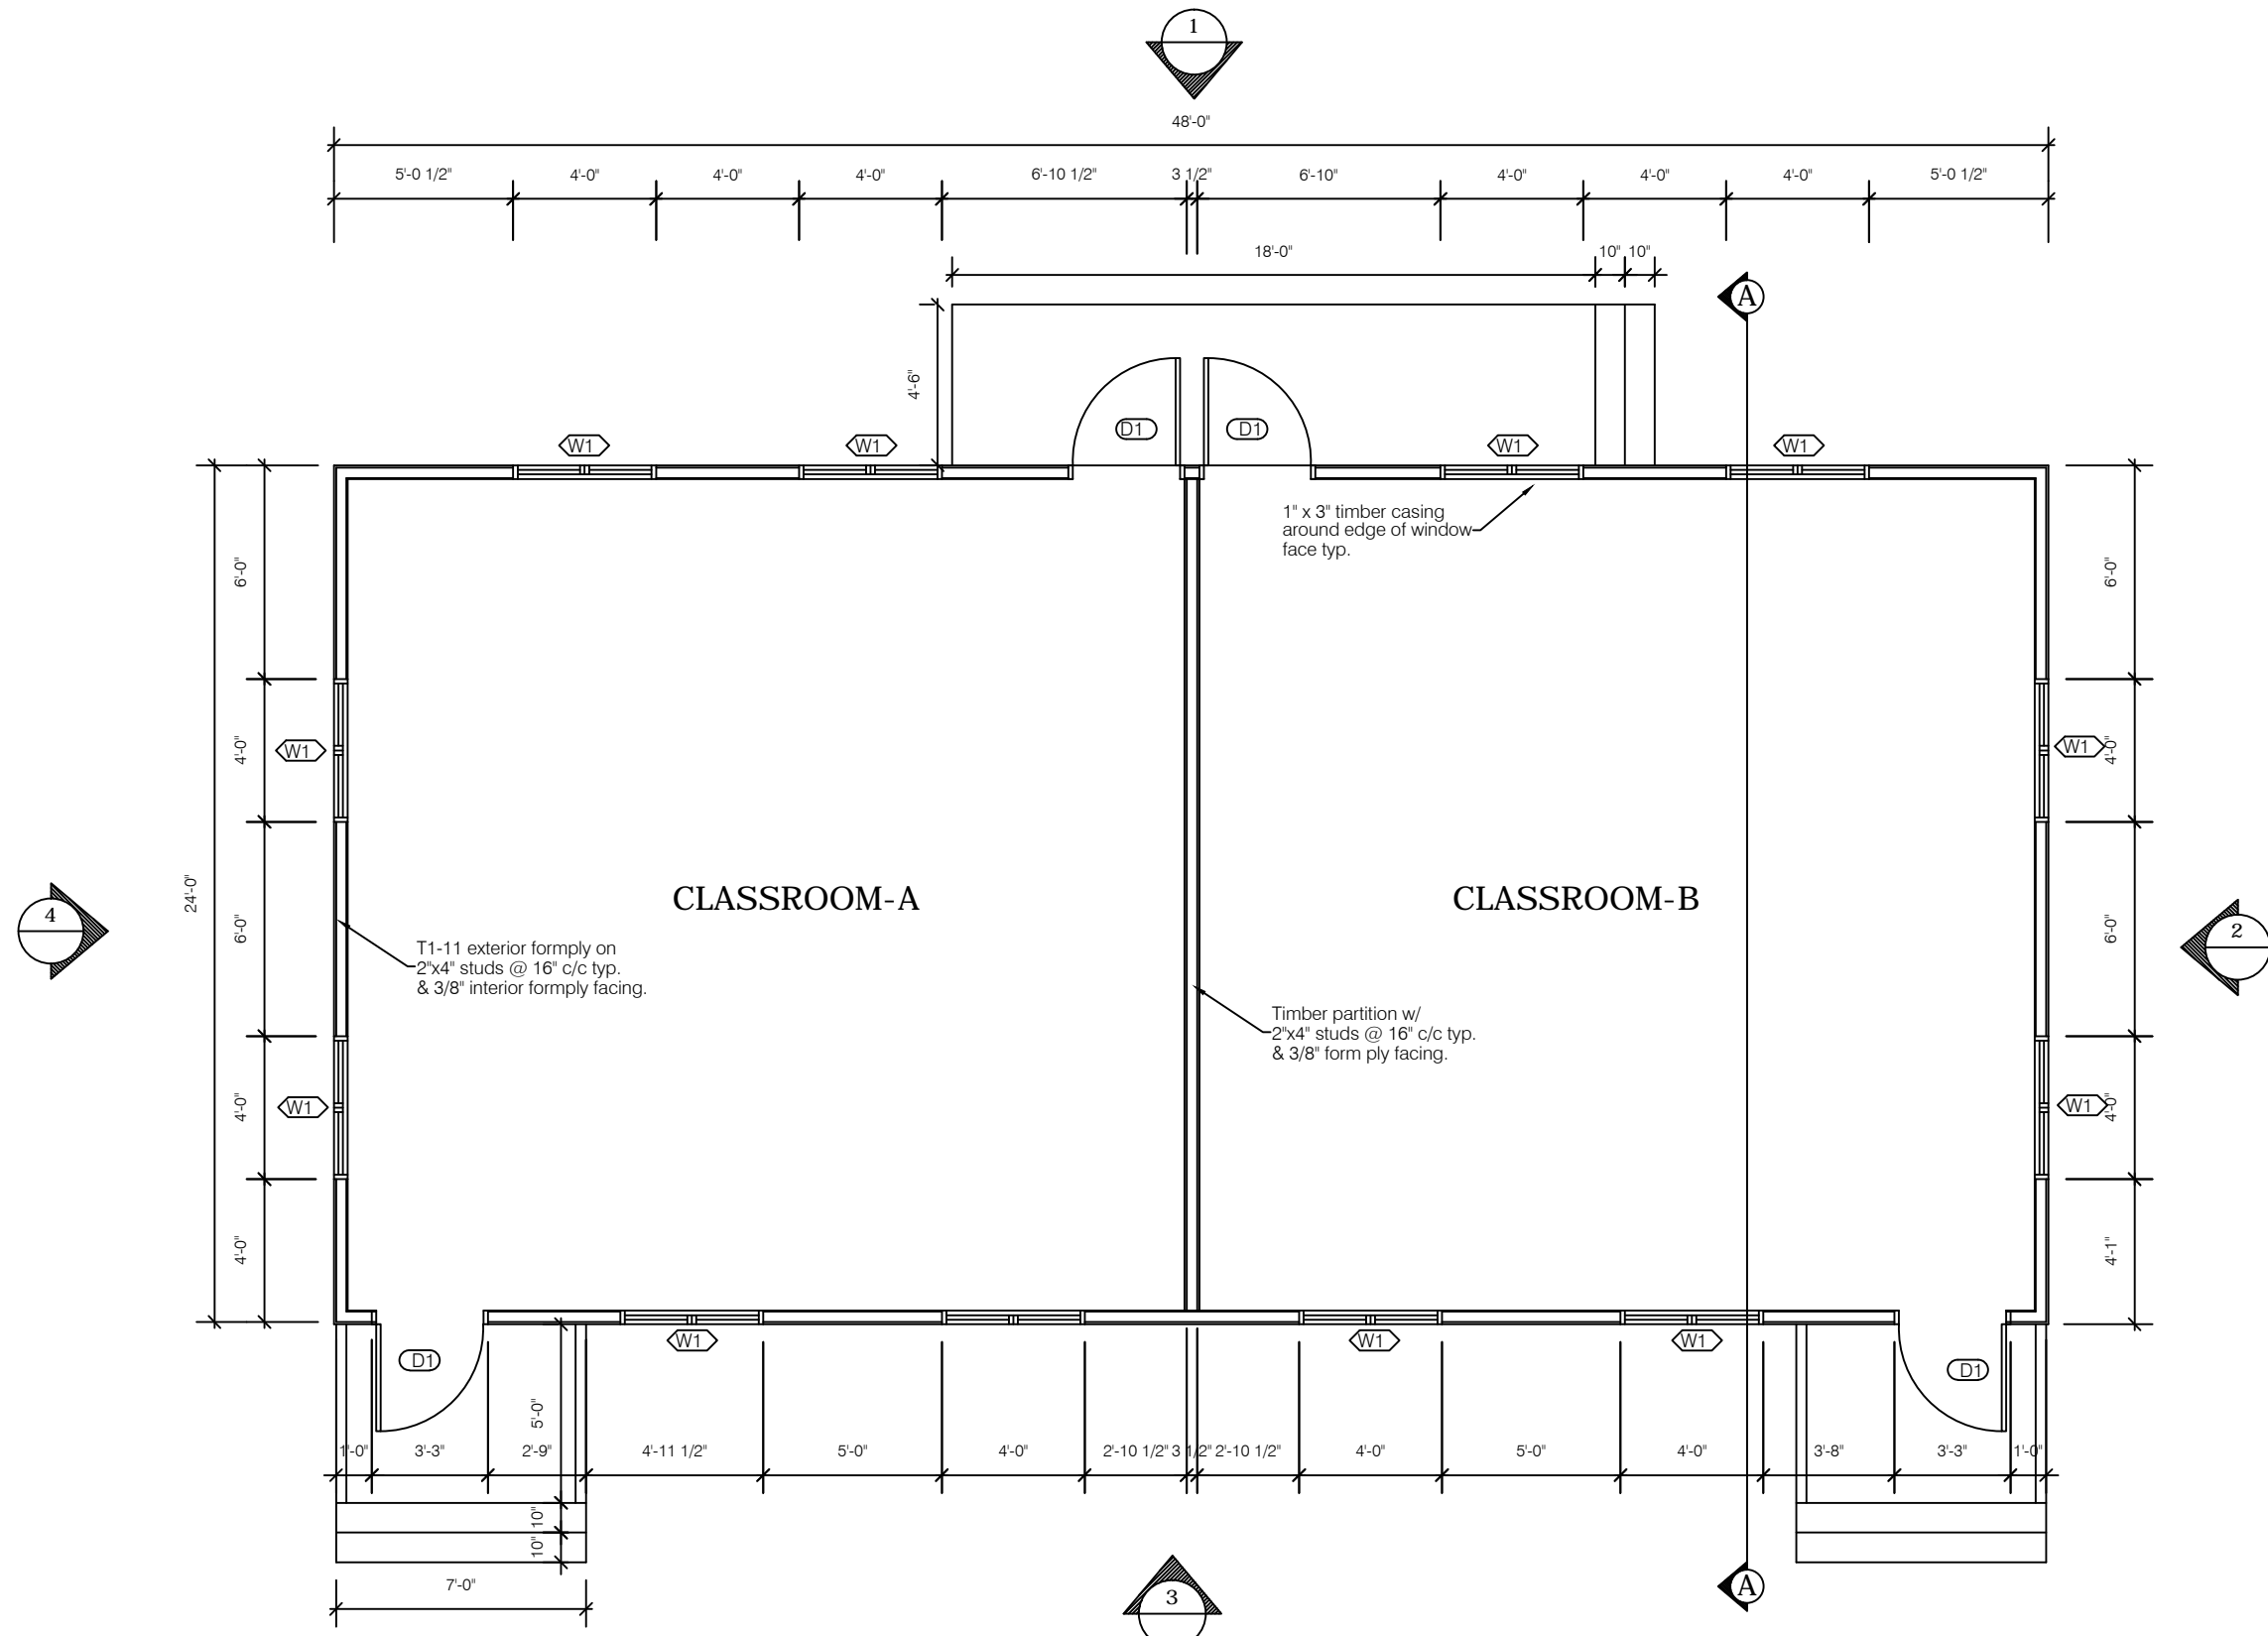 1
48'-0"
5'-0 1/2" 4'-0" 4'-0" 4'-0" 6'-10 1/2" 3 1/2" 6'-10" 4'-0" 4'-0" 4'-0" 5'-0 1/2"
18'-0" 10" 10"
A
4'-6"
D1 D1
W1 W1 W1 W1
1" x 3" timber casing
around edge of window
face typ.
6'-0" 6'-0"
W1 4'-0" W1 4'-0"
24'-0"
CLASSROOM-A CLASSROOM-B
4 6'-0" 6'-0" 2
T1-11 exterior formply on
2"x4" studs @ 16" c/c typ.
& 3/8" interior formply facing.
Timber partition w/
2"x4" studs @ 16" c/c typ.
& 3/8" form ply facing.
4'-0" W1 W1 4'-0"
4'-0" 4'-1"
W1 W1 W1
D1 D1
5'-0"
1'-0" 3'-3" 2'-9" 4'-11 1/2" 5'-0" 4'-0" 2'-10 1/2" 3 1/2" 2'-10 1/2" 4'-0" 5'-0" 4'-0" 3'-8" 3'-3" 1'-0"
10"
10"
7'-0"
3
A